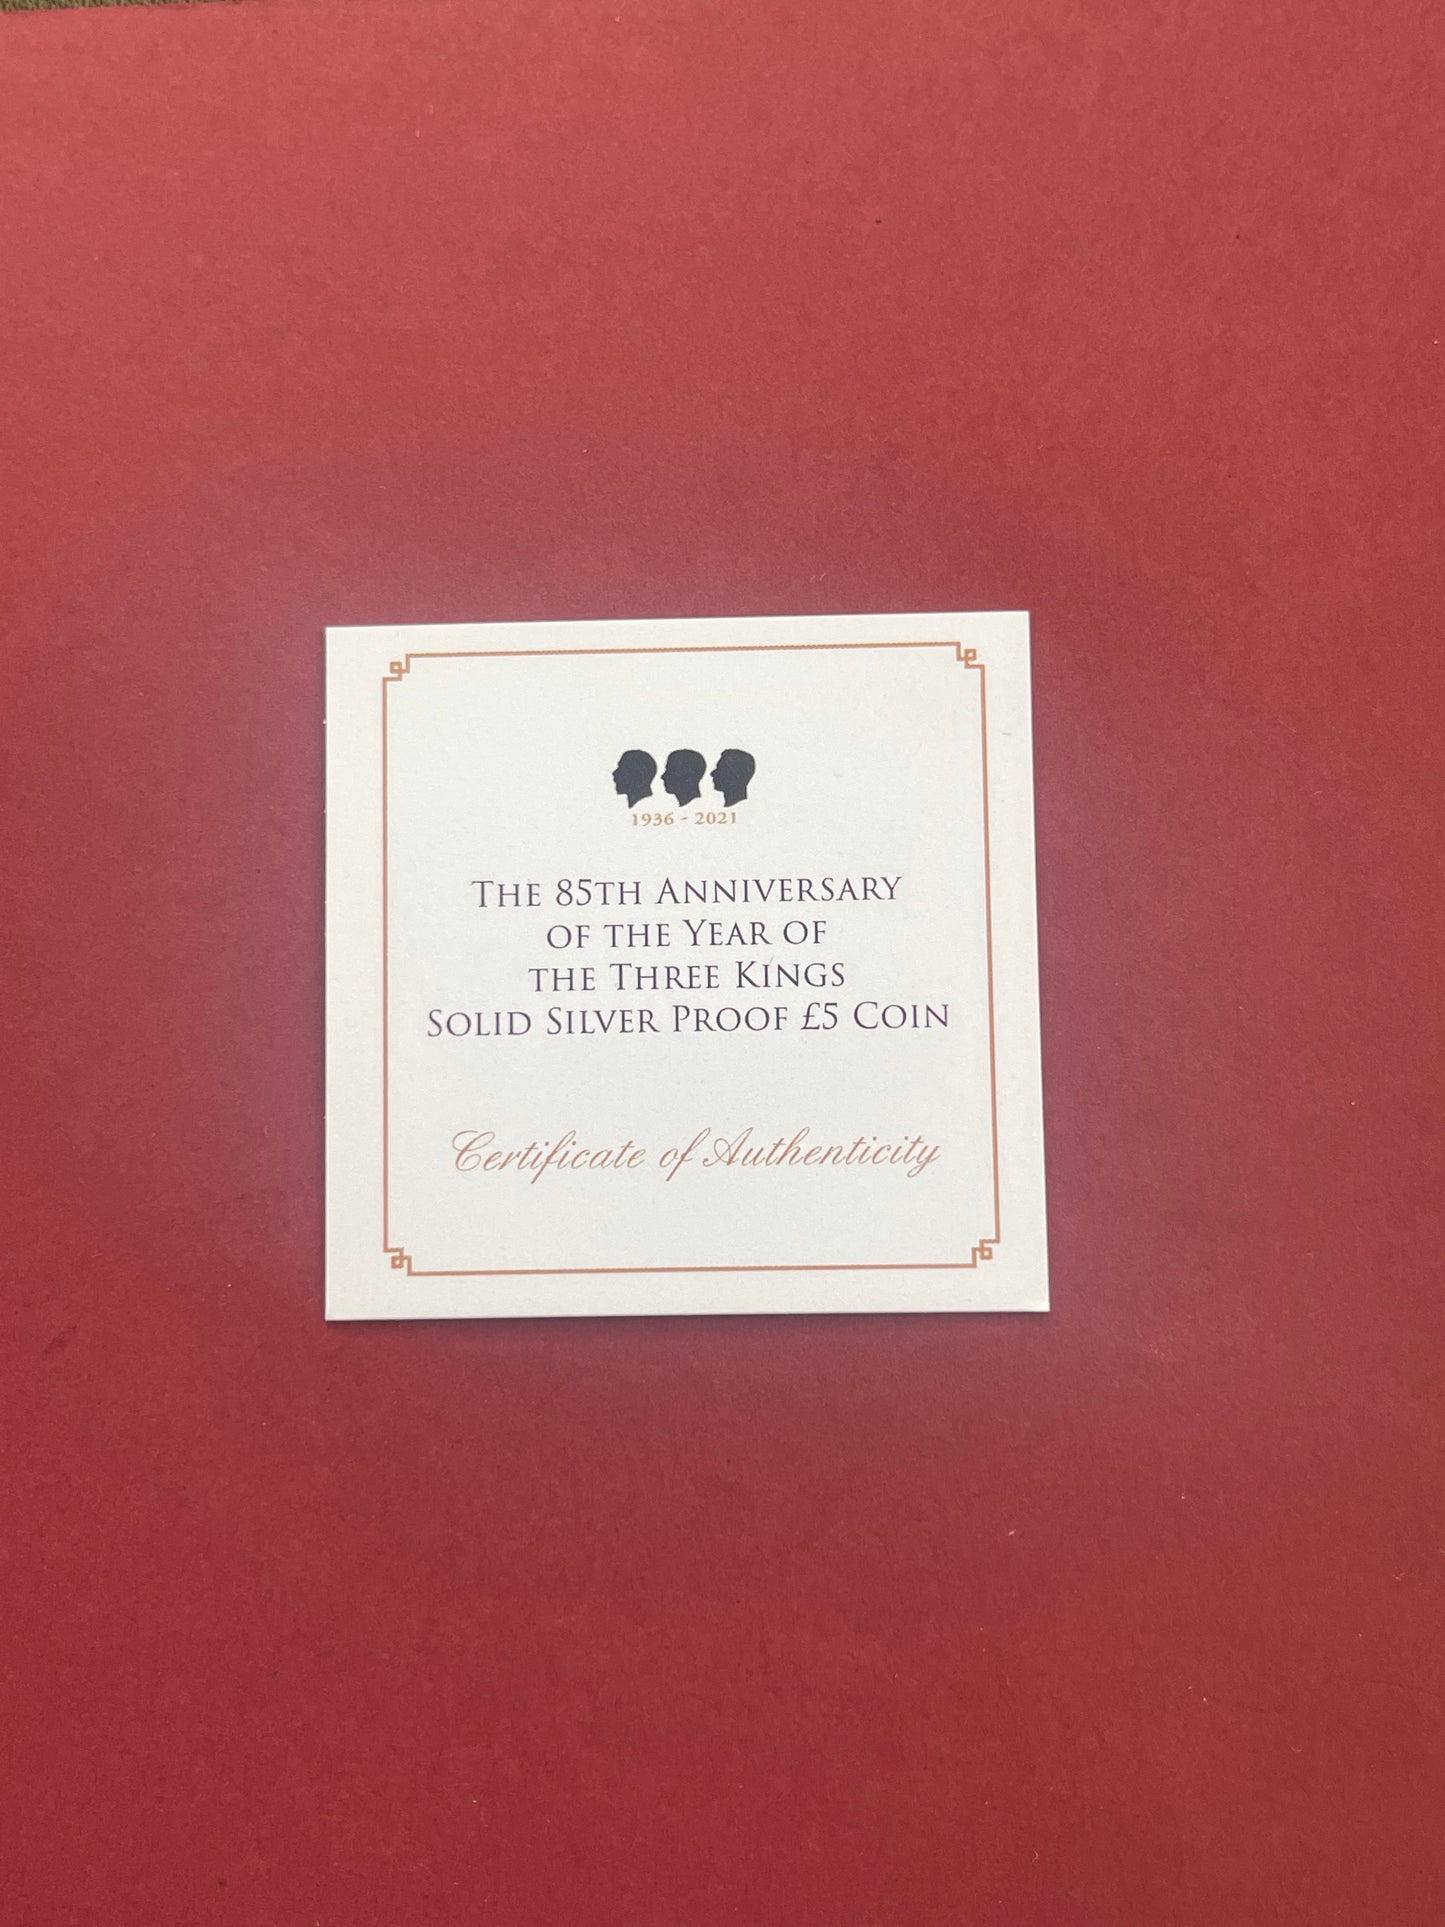 1936 - 2021
The 85th Anniversary
of the Year of
the Three Kings
Solid Silver Proof £5 Coin
Certificate of Authenticity